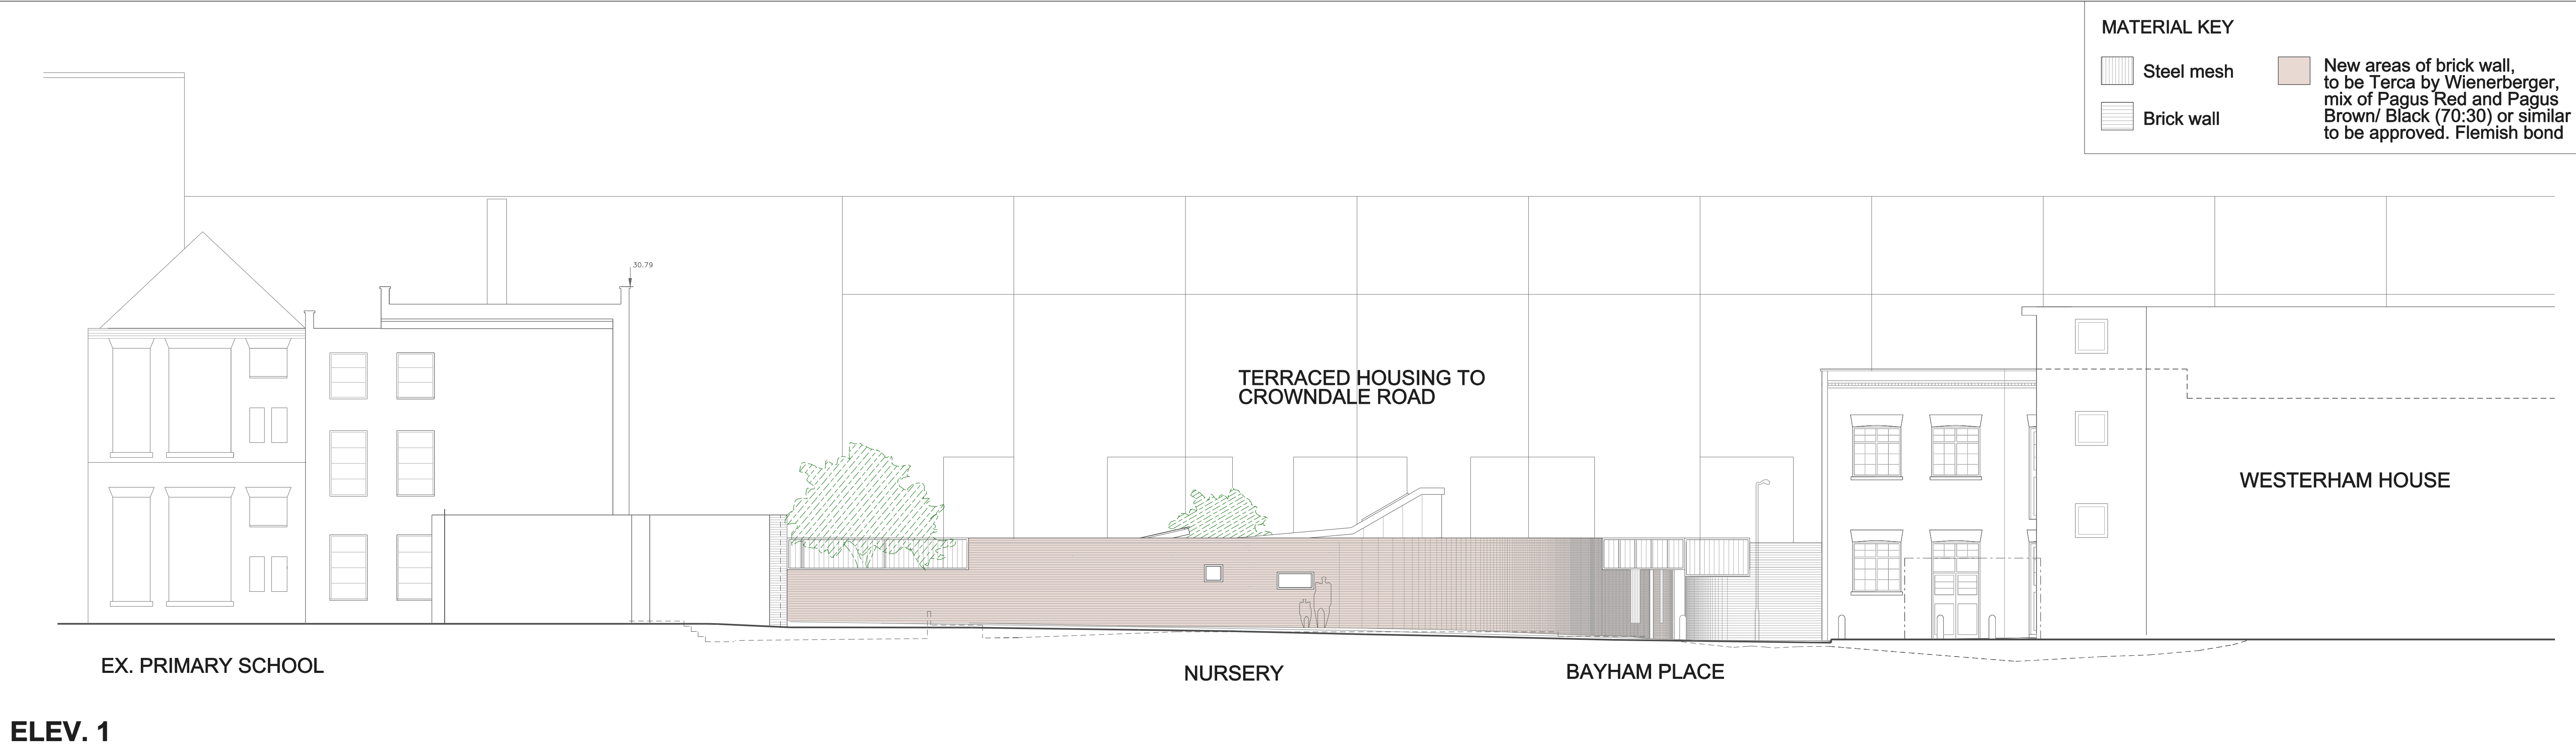 MATERIAL KEY
Steel mesh
Brick wall
New areas of brick wall,
to be Terca by Wienerberger,
mix of Pagus Red and Pagus
Brown/ Black (70:30) or similar
to be approved. Flemish bond
30.79
TERRACED HOUSING TO
CROWNDALE ROAD
WESTERHAM HOUSE
EX. PRIMARY SCHOOL
NURSERY
BAYHAM PLACE
ELEV. 1